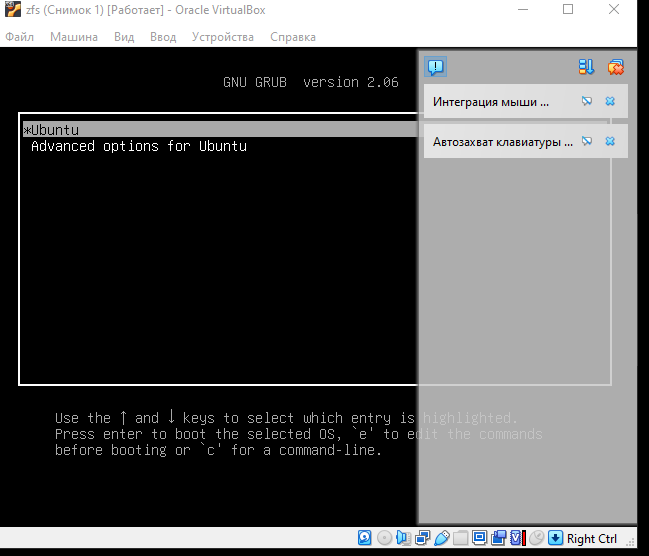 zfs (Снимок 1) [Работает] - Oracle VirtualBox
Файл Машина Вид Ввод Устройства Справка
GNU GRUB version 2.06
Интеграция мыши ...
Автозахват клавиатуры ...
*Ubuntu
Advanced options for Ubuntu
Use the ↑ and ↓ keys to select which entry is highlighted.
Press enter to boot the selected OS, `e' to edit the commands
before booting or `c' for a command-line.
Right Ctrl